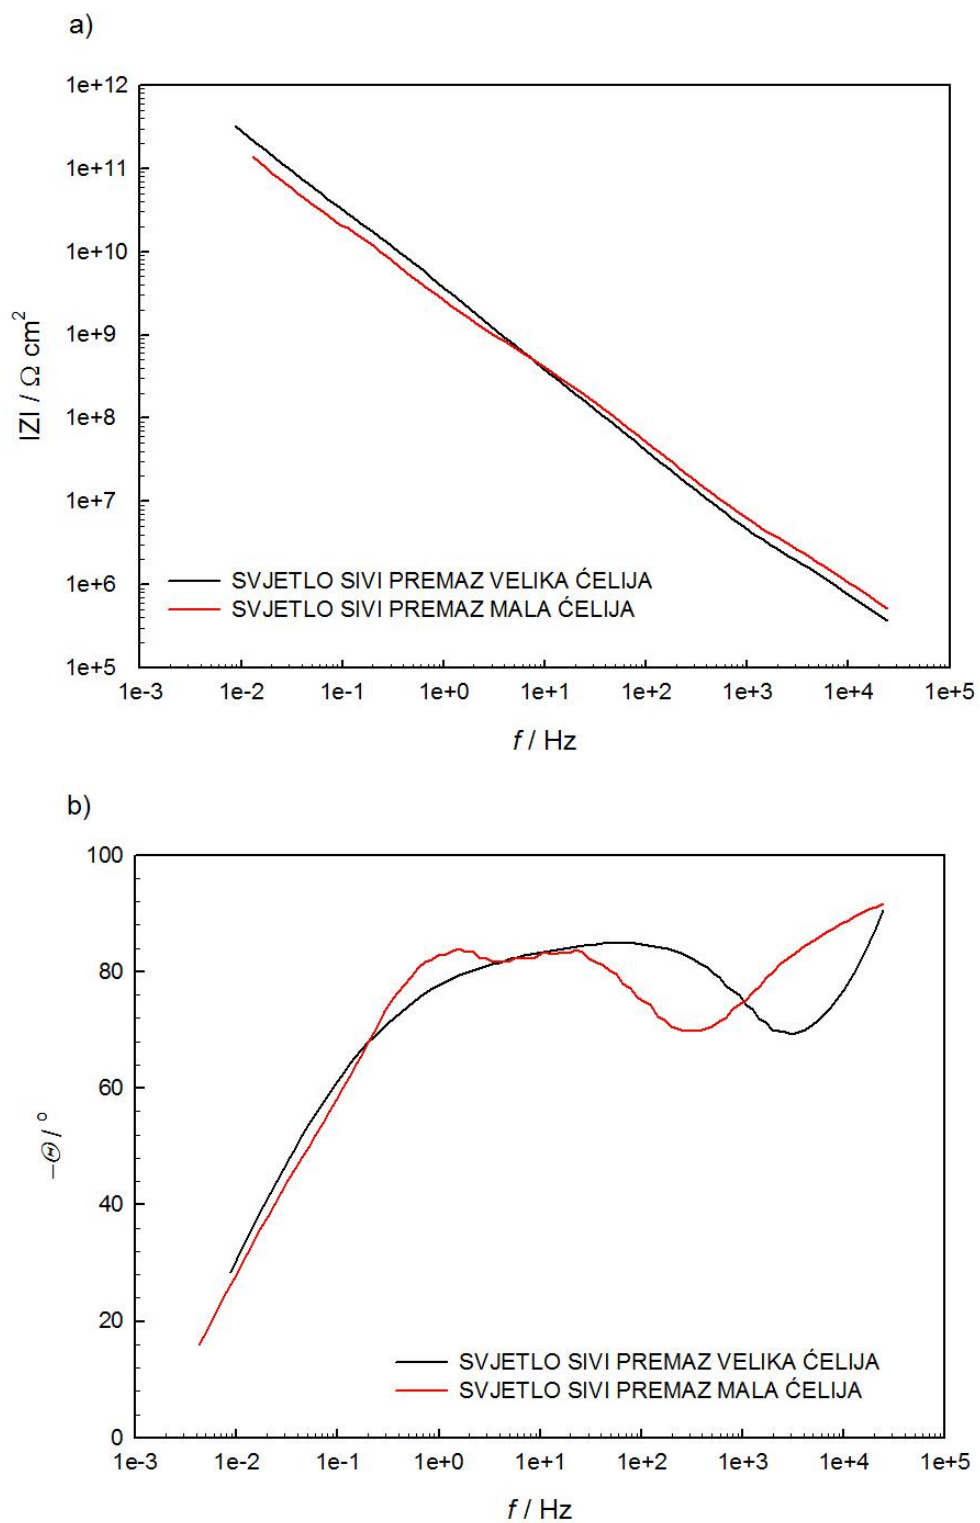 a)
1e+12
1e+11
1e+10
1e+9
1e+8
1e+7
1e+6
1e+5
IZI / Ω cm²
SVJETLO SIVI PREMAZ VELIKA ĆELIJA
SVJETLO SIVI PREMAZ MALA ĆELIJA
1e-3 1e-2 1e-1 1e+0 1e+1 1e+2 1e+3 1e+4 1e+5
f / Hz
b)
100
80
60
40
20
0
−Θ / °
SVJETLO SIVI PREMAZ VELIKA ĆELIJA
SVJETLO SIVI PREMAZ MALA ĆELIJA
1e-3 1e-2 1e-1 1e+0 1e+1 1e+2 1e+3 1e+4 1e+5
f / Hz